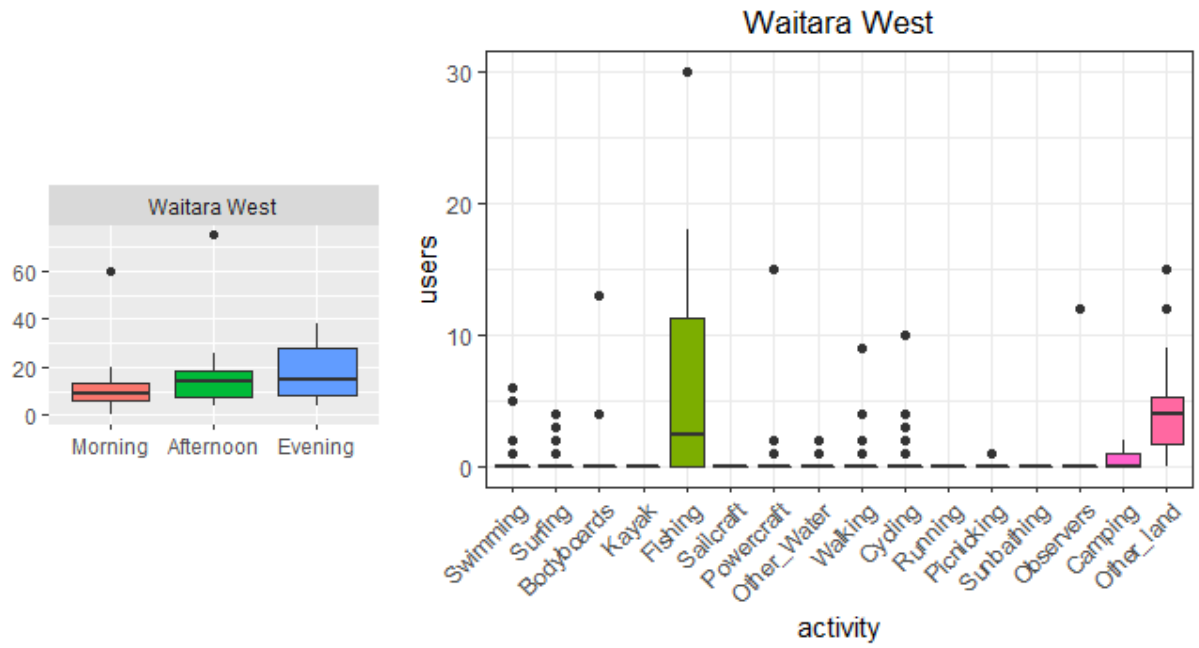 Waitara West
60
40
20
0
Morning Afternoon Evening
Waitara West
users
30
20
10
0
Swimming
Surfing
Bodyboards
Kayak
Fishing
Sailcraft
Powercraft
Other_Water
Walking
Cycling
Running
Picnicking
Sunbathing
Observers
Camping
Other_land
activity